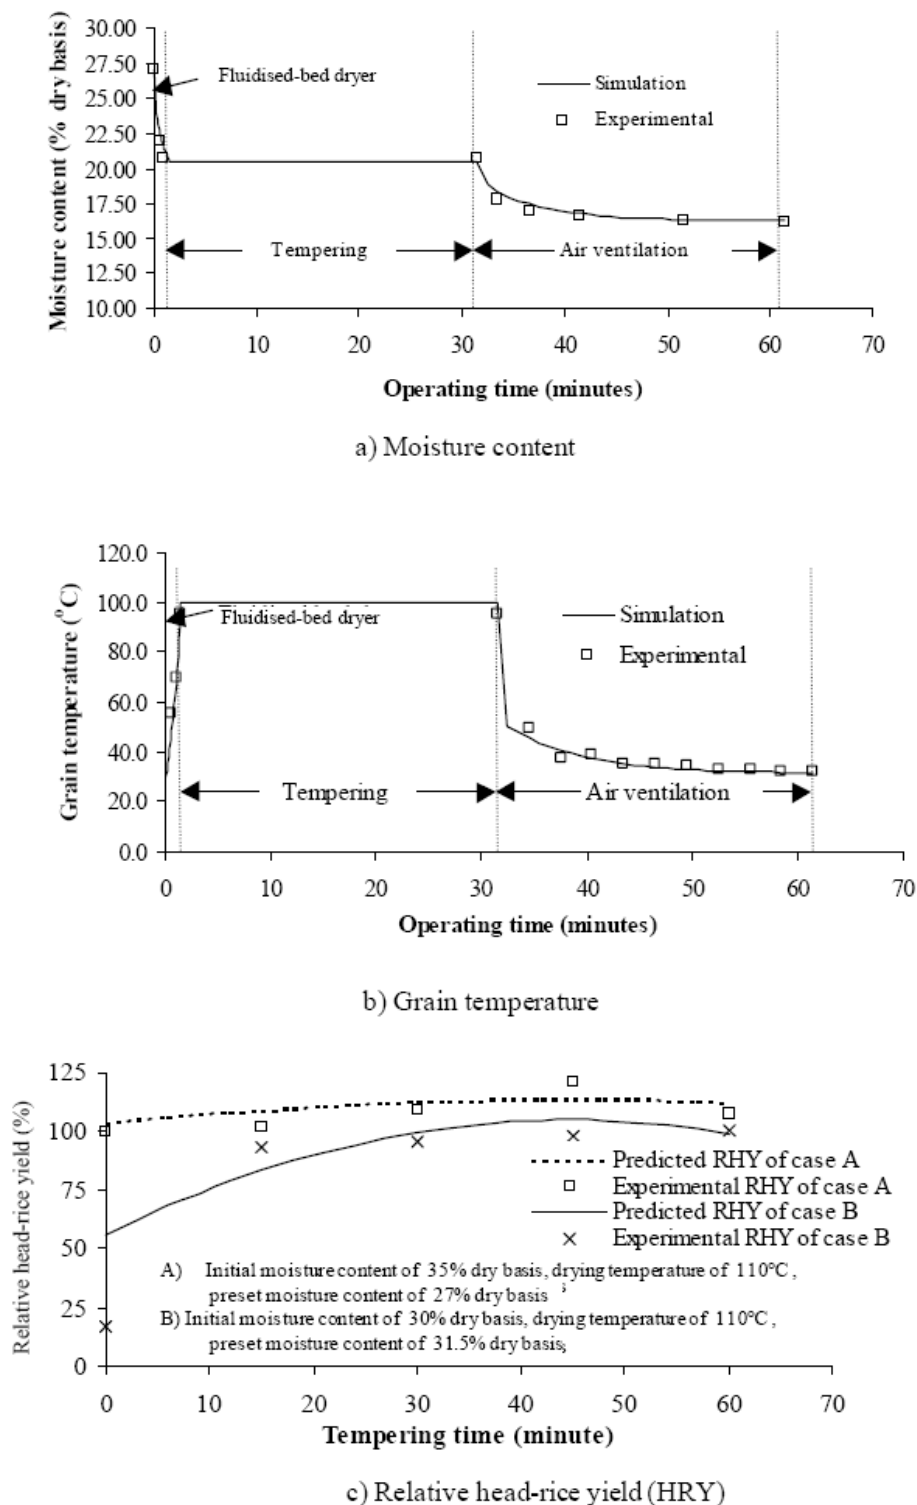 30.00
27.50
25.00
22.50
20.00
17.50
15.00
12.50
10.00
Moisture content (% dry basis)
Fluidised-bed dryer
Simulation
Experimental
Tempering
Air ventilation
0 10 20 30 40 50 60 70
Operating time (minutes)
a) Moisture content
120.0
100.0
80.0
60.0
40.0
20.0
0.0
Grain temperature (°C)
Fluidised-bed dryer
Simulation
Experimental
Tempering
Air ventilation
0 10 20 30 40 50 60 70
Operating time (minutes)
b) Grain temperature
125
100
75
50
25
0
Relative head-rice yield (%)
Predicted RHY of case A
Experimental RHY of case A
Predicted RHY of case B
Experimental RHY of case B
A) Initial moisture content of 35% dry basis, drying temperature of 110°C,
preset moisture content of 27% dry basis ;
B) Initial moisture content of 30% dry basis, drying temperature of 110°C,
preset moisture content of 31.5% dry basis;
0 10 20 30 40 50 60 70
Tempering time (minute)
c) Relative head-rice yield (HRY)